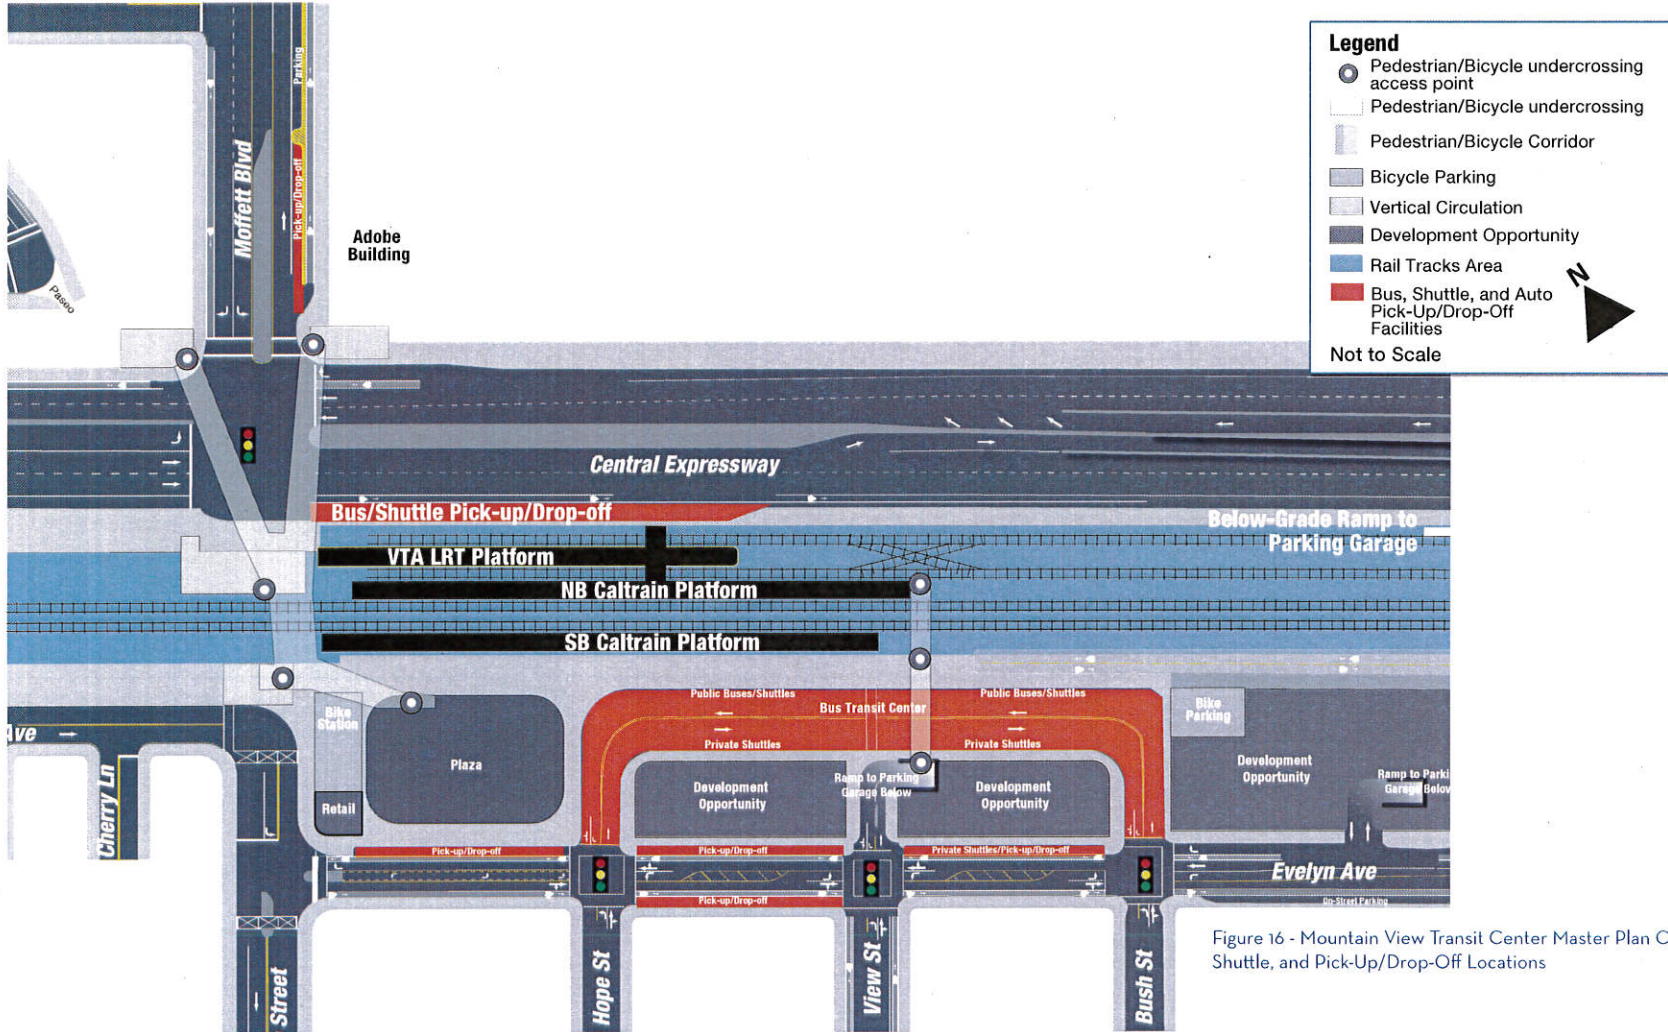 Legend
Pedestrian/Bicycle undercrossing
access point
Pedestrian/Bicycle undercrossing
Pedestrian/Bicycle Corridor
Bicycle Parking
Vertical Circulation
Development Opportunity
Rail Tracks Area
Bus, Shuttle, and Auto
Pick-Up/Drop-Off
Facilities
Not to Scale
N
Parking
Pick-up/Drop-off
Moffett Blvd
Adobe
Building
Paseo
Central Expressway
Bus/Shuttle Pick-up/Drop-off
Below-Grade Ramp to
Parking Garage
VTA LRT Platform
NB Caltrain Platform
SB Caltrain Platform
Public Buses/Shuttles
Public Buses/Shuttles
Bus Transit Center
Private Shuttles
Private Shuttles
Bike
Station
Bike
Parking
Plaza
Retail
Development
Opportunity
Ramp to Parking
Garage Below
Development
Opportunity
Development
Opportunity
Ramp to Parki
Garage Below
Ave
Cherry Ln
Pick-up/Drop-off
Pick-up/Drop-off
Private Shuttles/Pick-up/Drop-off
Evelyn Ave
Pick-up/Drop-off
On-Street Parking
Street
Hope St
View St
Bush St
Figure 16 - Mountain View Transit Center Master Plan C
Shuttle, and Pick-Up/Drop-Off Locations